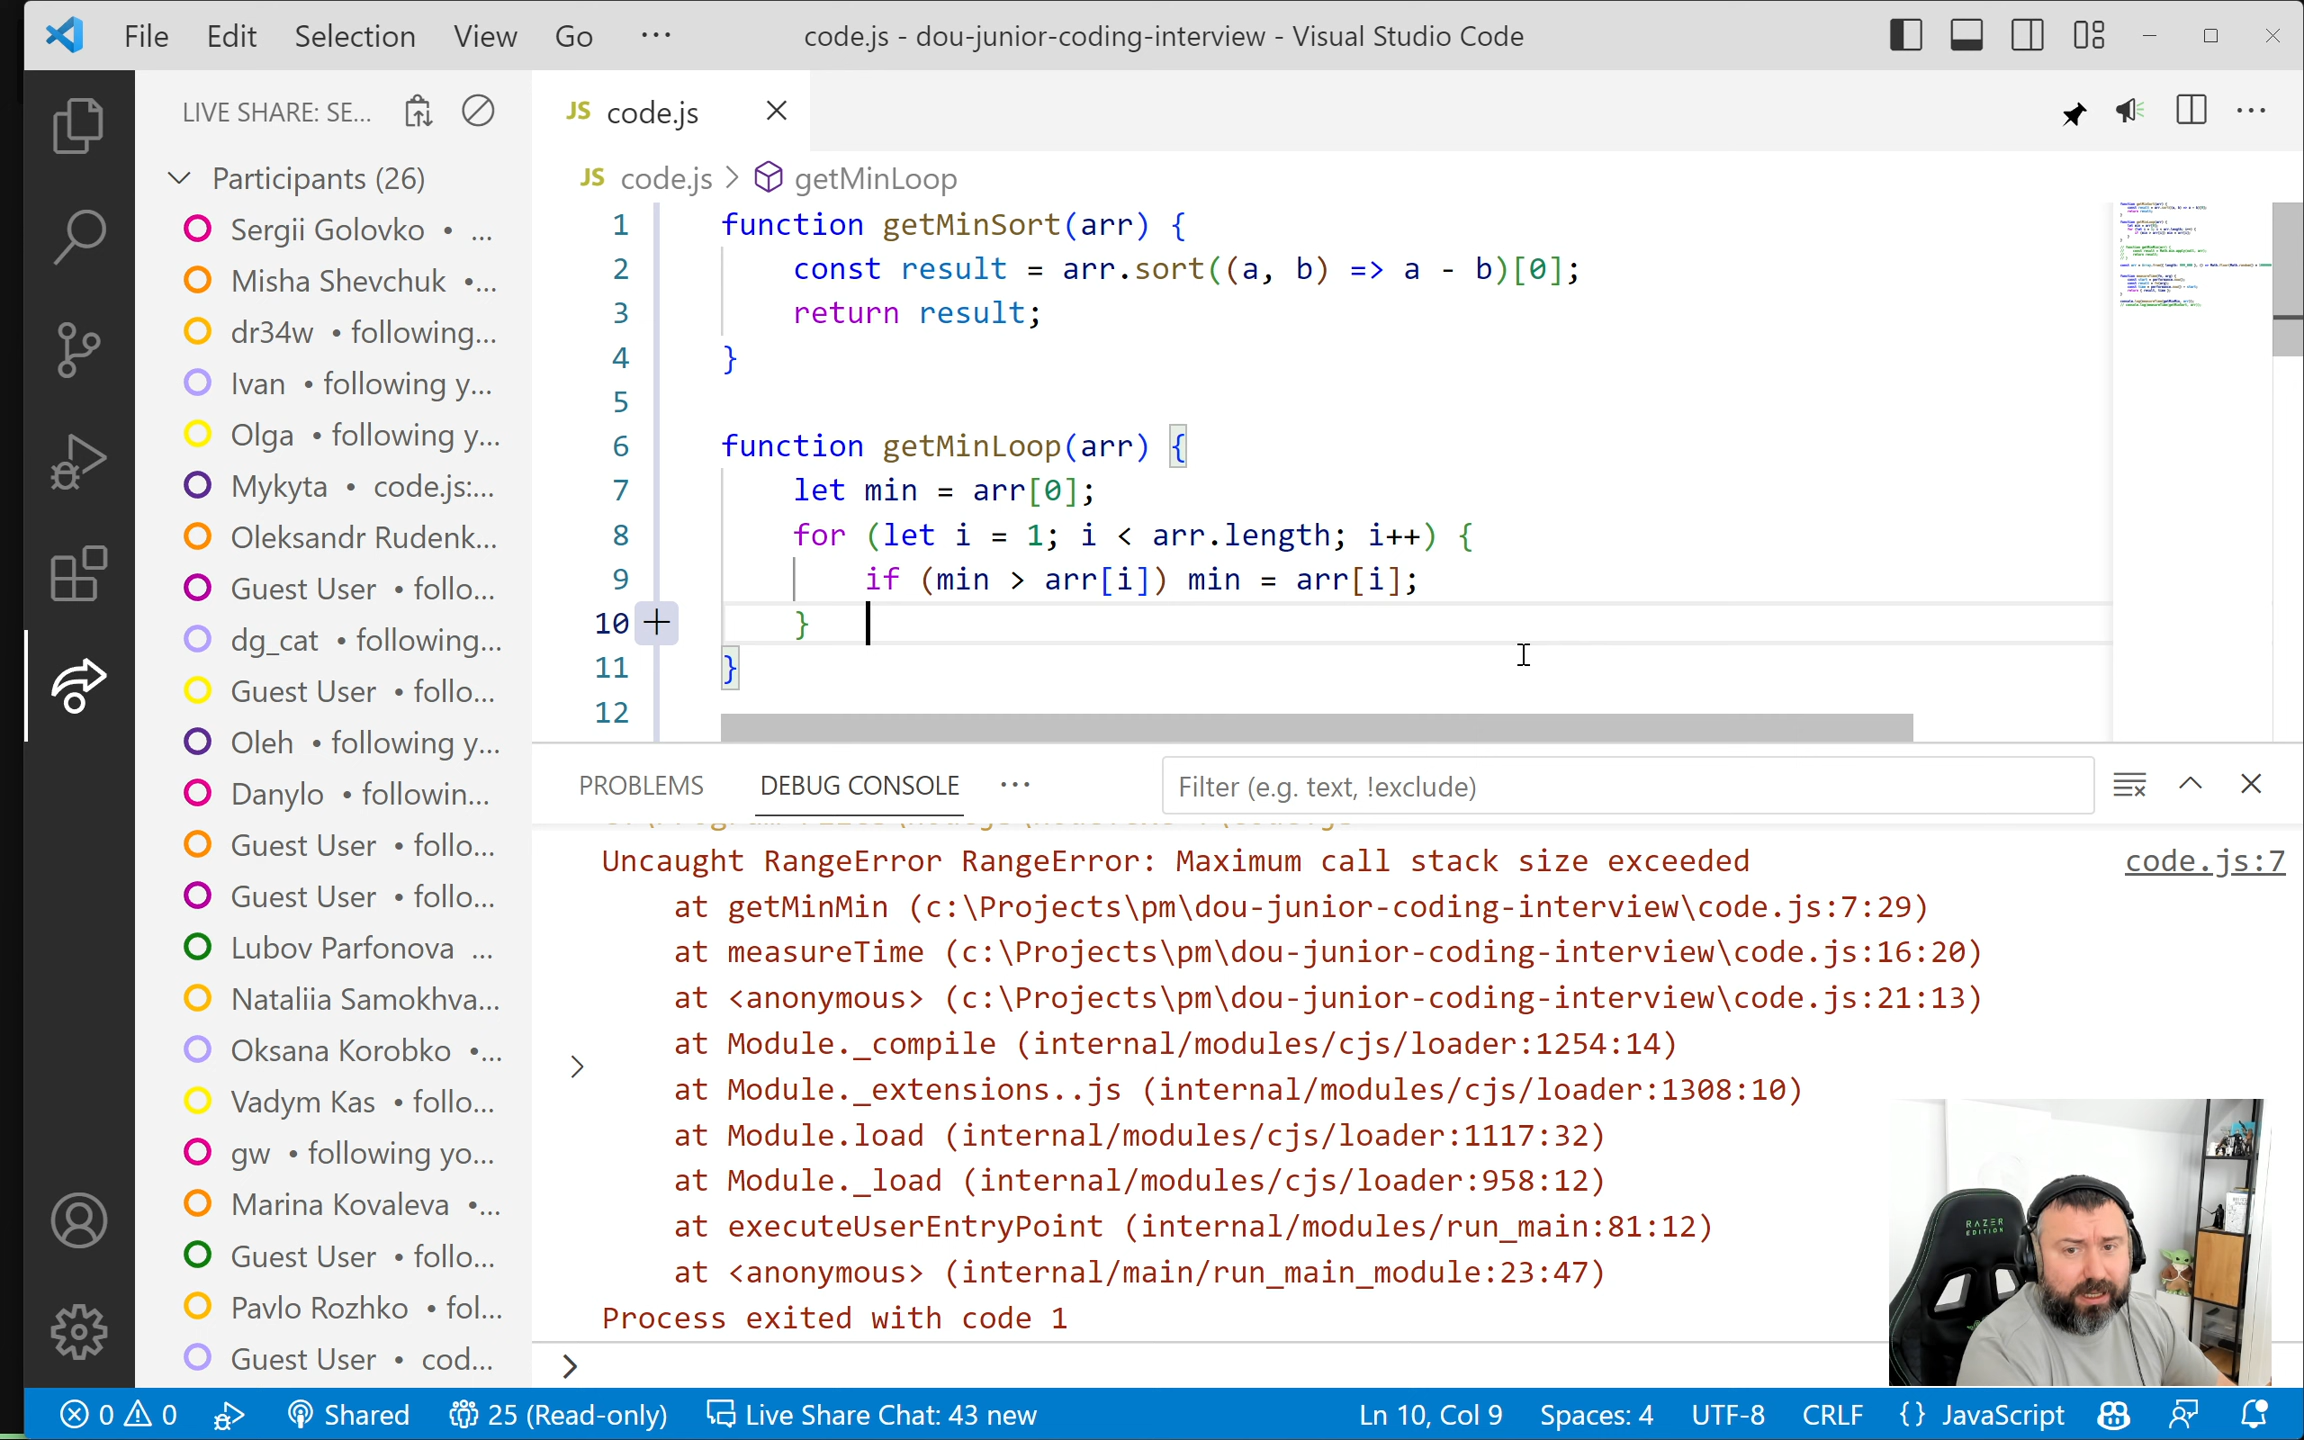 File Edit Selection View Go ··· code.js - dou-junior-coding-interview - Visual Studio Code
LIVE SHARE: SE...
Participants (26)
Sergii Golovko • ...
Misha Shevchuk •...
dr34w • following...
Ivan • following y...
Olga • following y...
Mykyta • code.js:...
Oleksandr Rudenk...
Guest User • follo...
dg_cat • following...
Guest User • follo...
Oleh • following y...
Danylo • followin...
Guest User • follo...
Guest User • follo...
Lubov Parfonova ...
Nataliia Samokhva...
Oksana Korobko •...
Vadym Kas • follo...
gw • following yo...
Marina Kovaleva •...
Guest User • follo...
Pavlo Rozhko • fol...
Guest User • cod...
JS code.js
JS code.js > getMinLoop
1 function getMinSort(arr) {
2 const result = arr.sort((a, b) => a - b)[0];
3 return result;
4 }
5
6 function getMinLoop(arr) {
7 let min = arr[0];
8 for (let i = 1; i < arr.length; i++) {
9 if (min > arr[i]) min = arr[i];
10 }
11 }
12
PROBLEMS DEBUG CONSOLE ··· Filter (e.g. text, !exclude)
Uncaught RangeError RangeError: Maximum call stack size exceeded code.js:7
at getMinMin (c:\Projects\pm\dou-junior-coding-interview\code.js:7:29)
at measureTime (c:\Projects\pm\dou-junior-coding-interview\code.js:16:20)
at <anonymous> (c:\Projects\pm\dou-junior-coding-interview\code.js:21:13)
at Module._compile (internal/modules/cjs/loader:1254:14)
at Module._extensions..js (internal/modules/cjs/loader:1308:10)
at Module.load (internal/modules/cjs/loader:1117:32)
at Module._load (internal/modules/cjs/loader:958:12)
at executeUserEntryPoint (internal/modules/run_main:81:12)
at <anonymous> (internal/main/run_main_module:23:47)
Process exited with code 1
>
RAZER
EDITION
0 0 Shared 25 (Read-only) Live Share Chat: 43 new Ln 10, Col 9 Spaces: 4 UTF-8 CRLF {} JavaScript